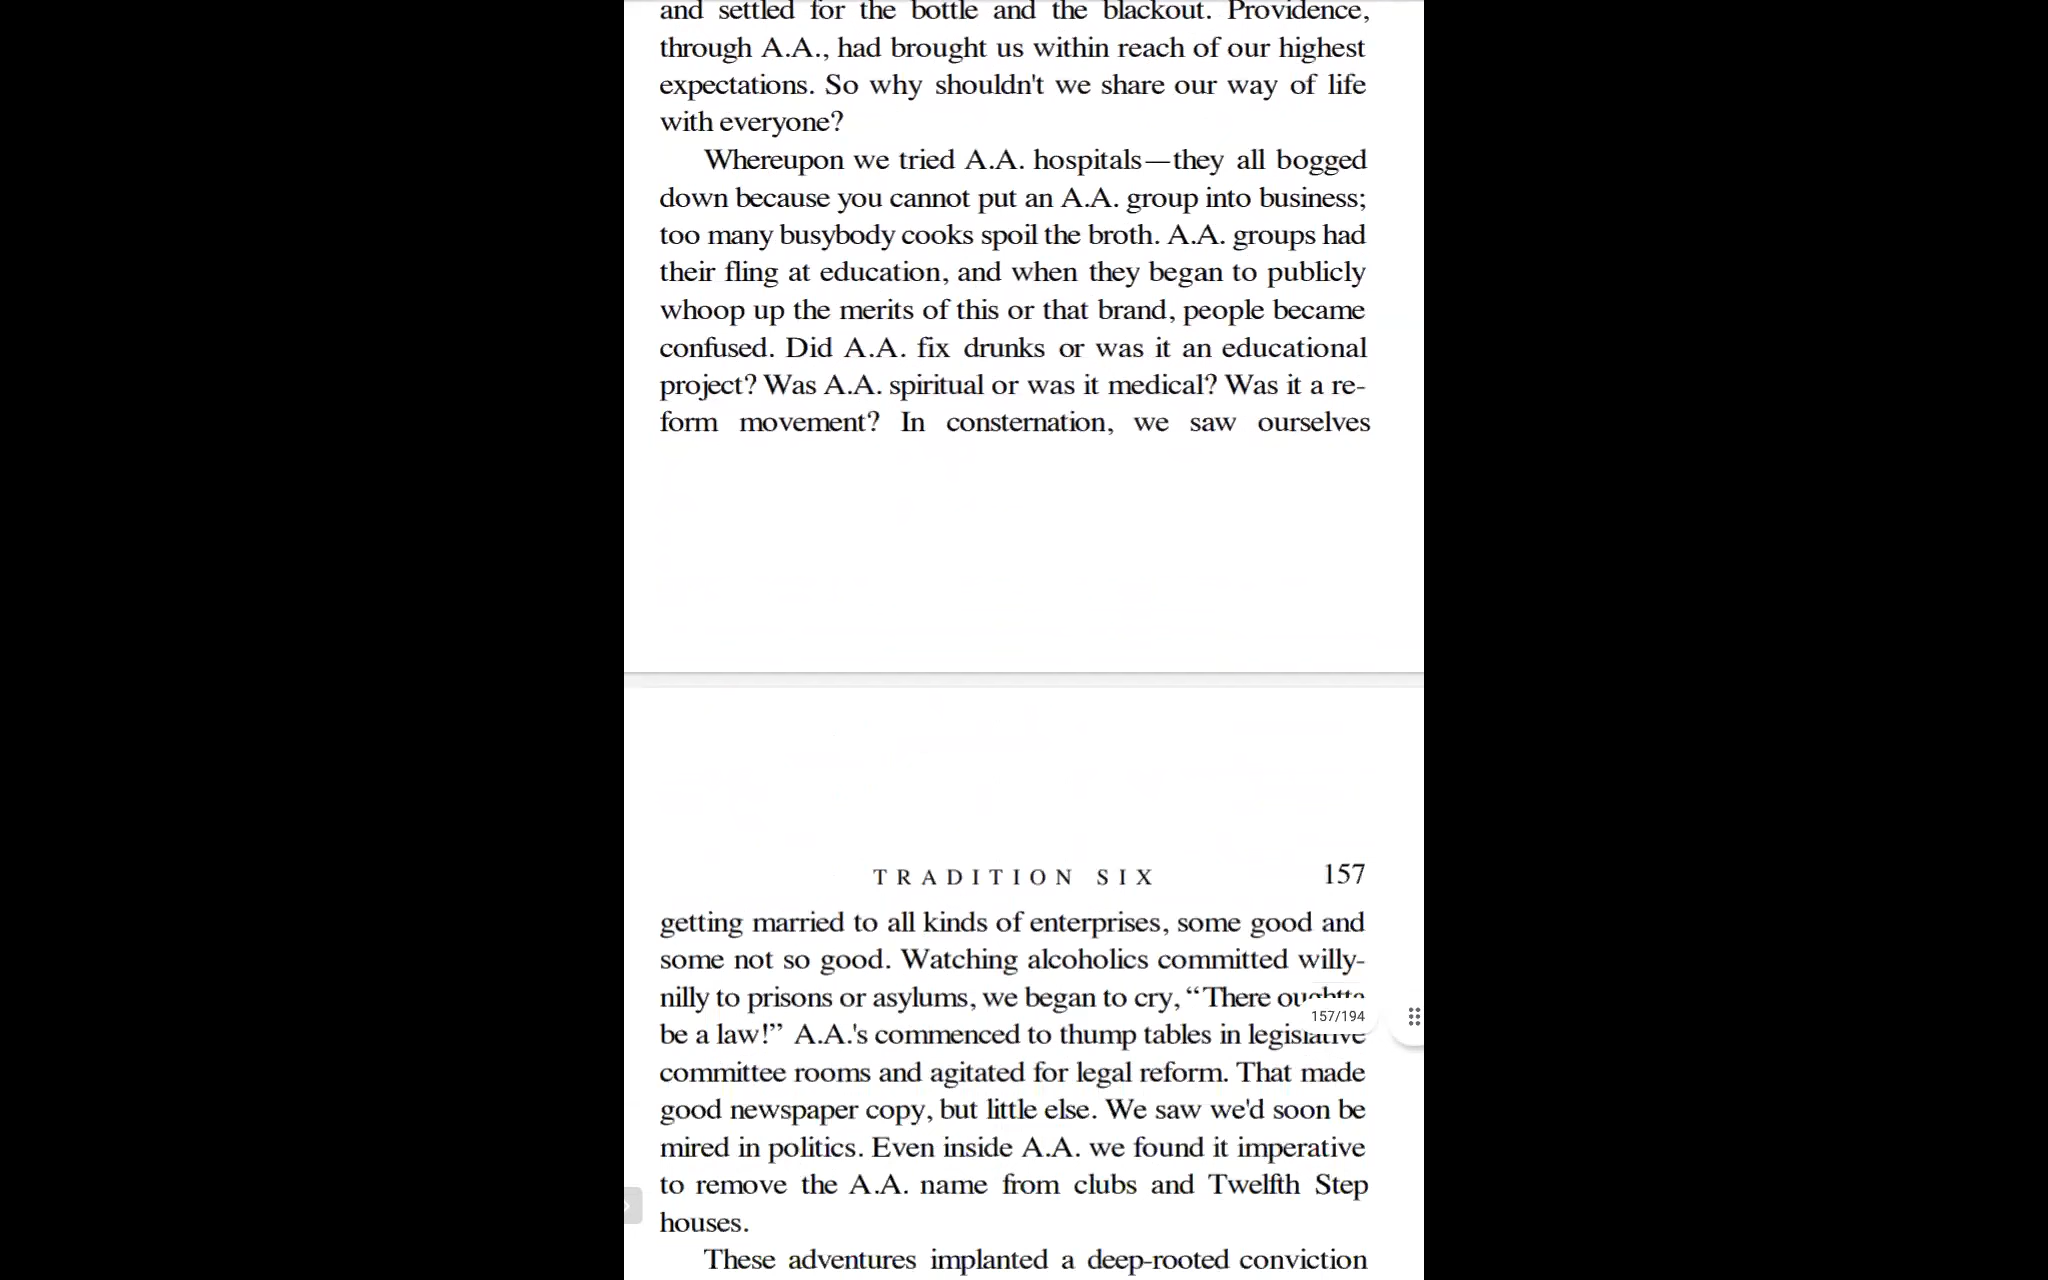 and settled for the bottle and the blackout. Providence,
through A.A., had brought us within reach of our highest
expectations. So why shouldn't we share our way of life
with everyone?
Whereupon we tried A.A. hospitals—they all bogged
down because you cannot put an A.A. group into business;
too many busybody cooks spoil the broth. A.A. groups had
their fling at education, and when they began to publicly
whoop up the merits of this or that brand, people became
confused. Did A.A. fix drunks or was it an educational
project? Was A.A. spiritual or was it medical? Was it a re-
form movement? In consternation, we saw ourselves
TRADITION SIX 157
getting married to all kinds of enterprises, some good and
some not so good. Watching alcoholics committed willy-
nilly to prisons or asylums, we began to cry, “There oughtta
157/194
be a law!” A.A.'s commenced to thump tables in legislative
committee rooms and agitated for legal reform. That made
good newspaper copy, but little else. We saw we'd soon be
mired in politics. Even inside A.A. we found it imperative
to remove the A.A. name from clubs and Twelfth Step
houses.
These adventures implanted a deep-rooted conviction